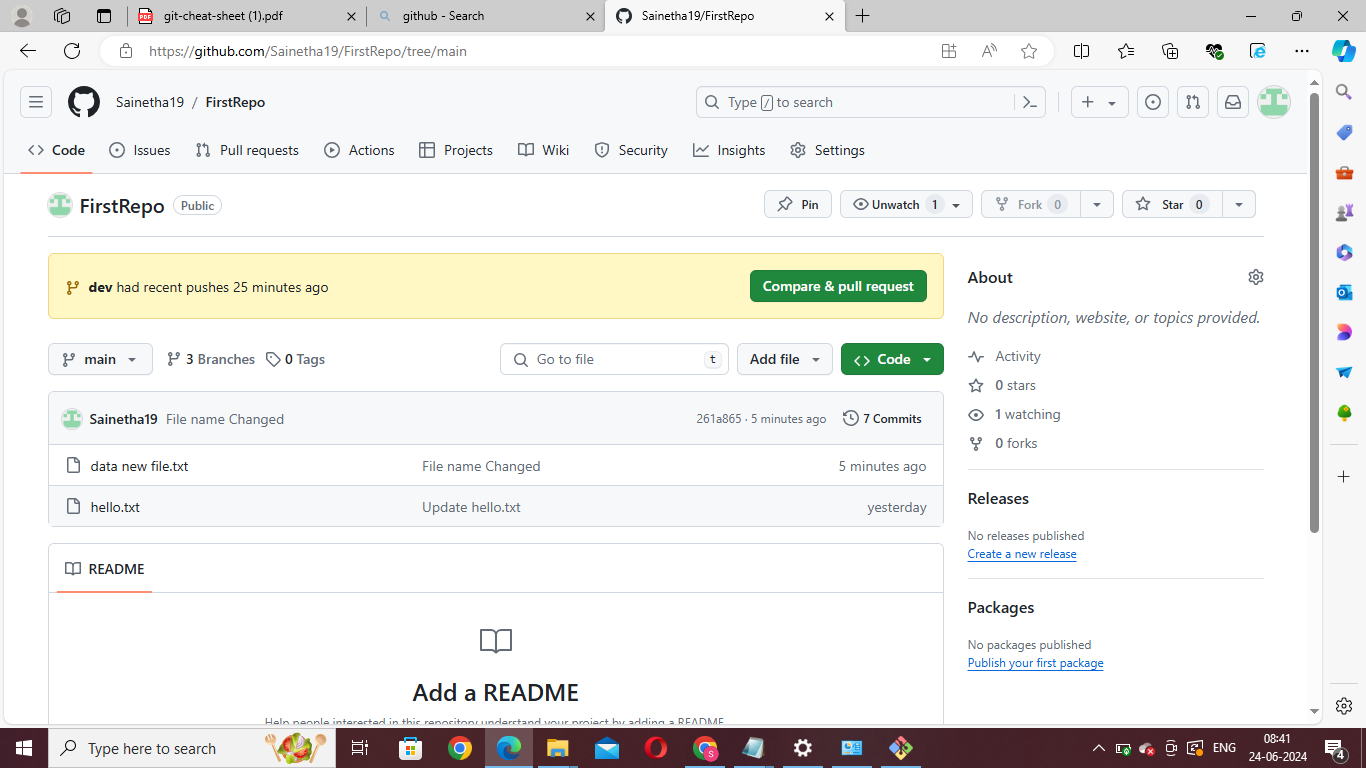 git-cheat-sheet (1).pdf
github - Search
Sainetha19/FirstRepo
https://github.com/Sainetha19/FirstRepo/tree/main
Sainetha19 / FirstRepo
Type / to search
Code Issues Pull requests Actions Projects Wiki Security Insights Settings
FirstRepo Public
Pin Unwatch 1 Fork 0 Star 0
dev had recent pushes 25 minutes ago
Compare & pull request
main 3 Branches 0 Tags
Go to file t
Add file
Code
Sainetha19 File name Changed 261a865 · 5 minutes ago 7 Commits
data new file.txt File name Changed 5 minutes ago
hello.txt Update hello.txt yesterday
README
Add a README
Help people interested in this repository understand your project by adding a README.
About
No description, website, or topics provided.
Activity
0 stars
1 watching
0 forks
Releases
No releases published
Create a new release
Packages
No packages published
Publish your first package
Type here to search
ENG
08:41
24-06-2024
4